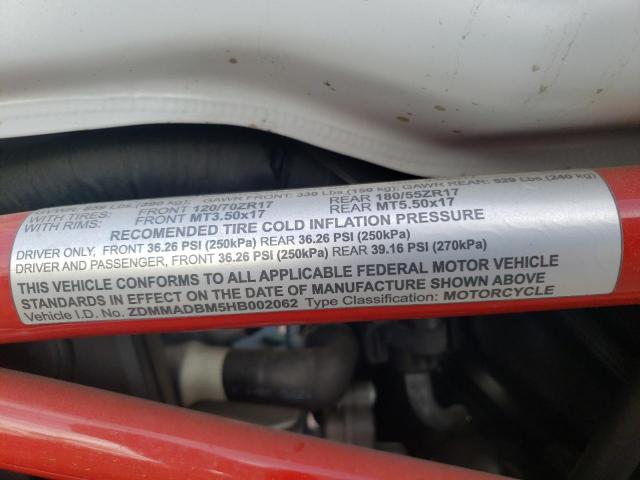 (390 kg); GAWR FRONT: 330 Lbs (150 kg); GAWR REAR: 529 Lbs (240 kg)
WITH TIRES: FRONT 120/70ZR17 REAR 180/55ZR17
WITH RIMS: FRONT MT3.50x17 REAR MT5.50x17
RECOMENDED TIRE COLD INFLATION PRESSURE
DRIVER ONLY, FRONT 36.26 PSI (250kPa) REAR 36.26 PSI (250kPa)
DRIVER AND PASSENGER, FRONT 36.26 PSI (250kPa) REAR 39.16 PSI (270kPa)
THIS VEHICLE CONFORMS TO ALL APPLICABLE FEDERAL MOTOR VEHICLE
STANDARDS IN EFFECT ON THE DATE OF MANUFACTURE SHOWN ABOVE
Vehicle I.D. No. ZDMMADBM5HB002062 Type Classification: MOTORCYCLE